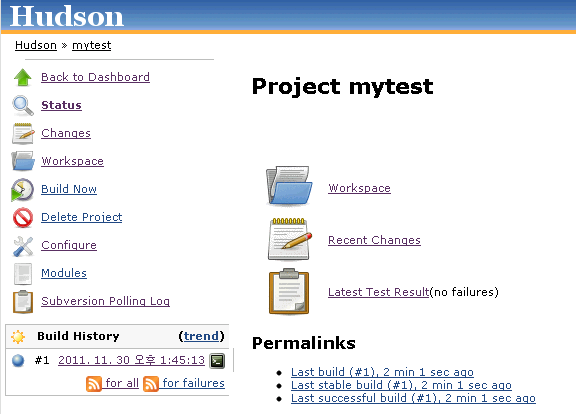 Hudson
Hudson » mytest
Back to Dashboard
Status
Changes
Workspace
Build Now
Delete Project
Configure
Modules
Subversion Polling Log
Build History (trend)
#1 2011. 11. 30 오후 1:45:13
for all for failures
Project mytest
Workspace
Recent Changes
Latest Test Result(no failures)
Permalinks
Last build (#1), 2 min 1 sec ago
Last stable build (#1), 2 min 1 sec ago
Last successful build (#1), 2 min 1 sec ago